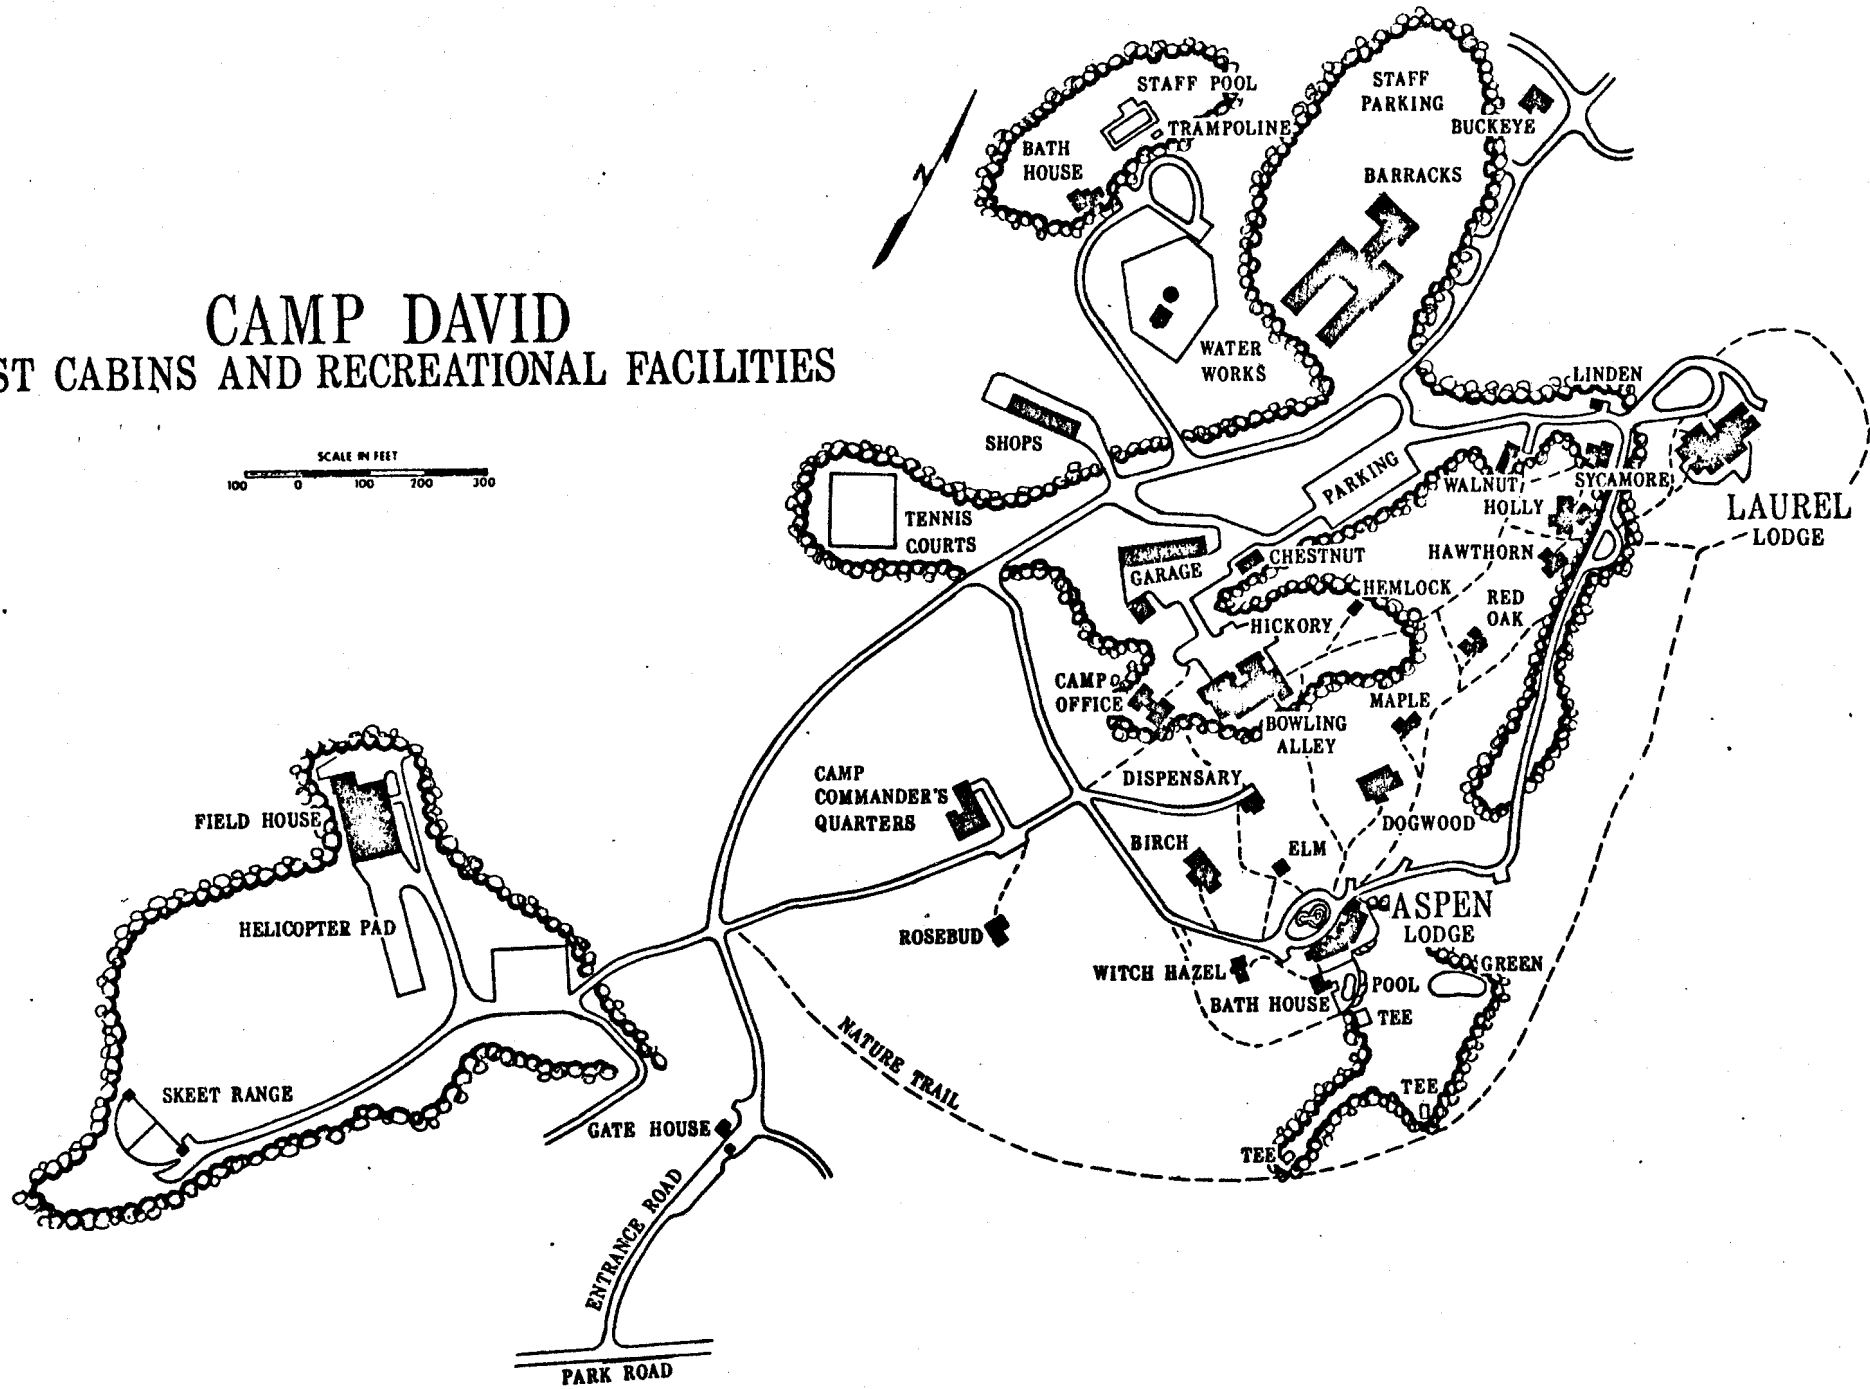 CAMP DAVID
ST CABINS AND RECREATIONAL FACILITIES
SCALE IN FEET
100 0 100 200 300
N
STAFF POOL
TRAMPOLINE
BATH
HOUSE
STAFF
PARKING
BUCKEYE
BARRACKS
WATER
WORKS
LINDEN
SHOPS
PARKING
WALNUT
SYCAMORE
HOLLY
LAUREL
LODGE
TENNIS
COURTS
GARAGE
CHESTNUT
HAWTHORN
HEMLOCK
RED
OAK
HICKORY
CAMP
OFFICE
MAPLE
BOWLING
ALLEY
DISPENSARY
CAMP
COMMANDER'S
QUARTERS
DOGWOOD
FIELD HOUSE
BIRCH
ELM
ASPEN
LODGE
HELICOPTER PAD
ROSEBUD
WITCH HAZEL
GREEN
BATH HOUSE
POOL
TEE
NATURE TRAIL
TEE
SKEET RANGE
GATE HOUSE
TEE
ENTRANCE ROAD
PARK ROAD